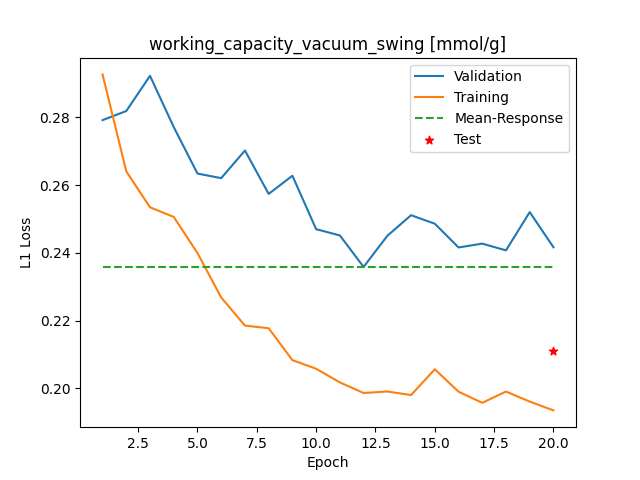 working_capacity_vacuum_swing [mmol/g]
Validation
Training
Mean-Response
Test
L1 Loss
0.28
0.26
0.24
0.22
0.20
2.5 5.0 7.5 10.0 12.5 15.0 17.5 20.0
Epoch